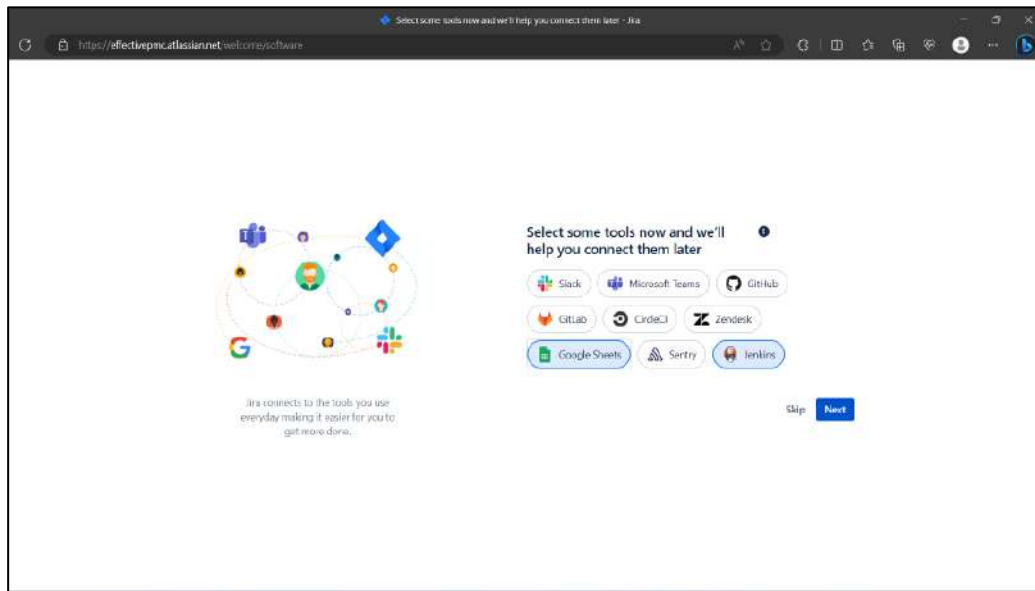 Select some tools now and we'll help you connect them later - Jira
https://effectivepmc.atlassian.net/welcome/software
Select some tools now and we'll
help you connect them later
Slack
Microsoft Teams
GitHub
GitLab
CircleCI
Zendesk
Google Sheets
Sentry
Jenkins
Jira connects to the tools you use
everyday making it easier for you to
get more done.
Skip
Next